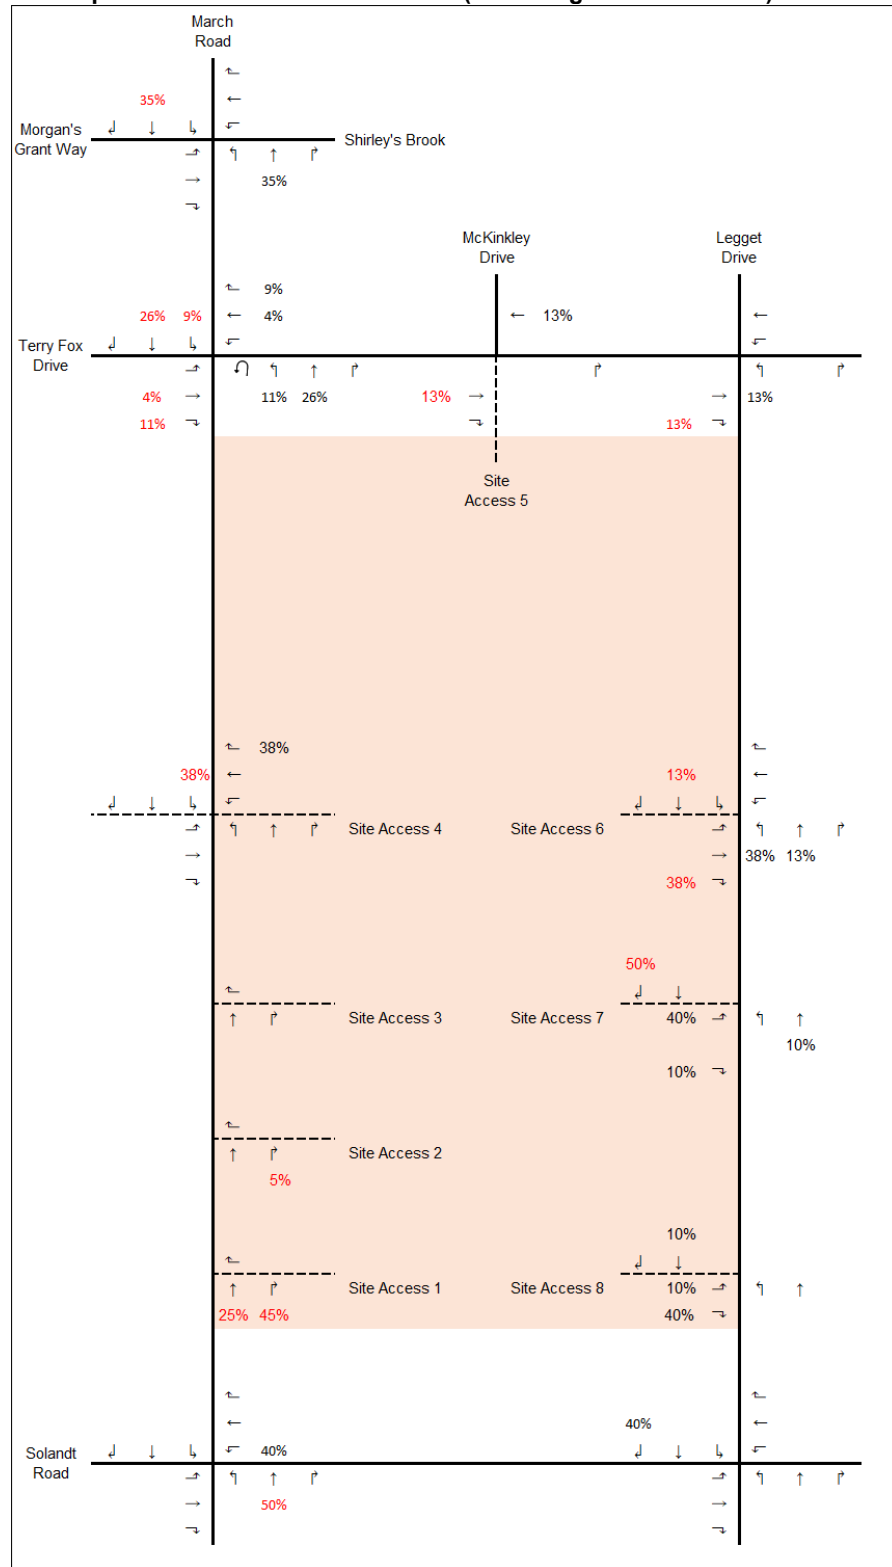 March
Road
35%
Morgan's
Grant Way
Shirley's Brook
35%
McKinkley
Drive
Legget
Drive
9%
26% 9% 4% 13%
Terry Fox
Drive
4% 11% 26% 13% 13%
11% 13%
Site
Access 5
38%
38% 13%
Site Access 4 Site Access 6
38% 13%
38%
50%
Site Access 3 Site Access 7 40%
10%
10%
Site Access 2
5%
10%
Site Access 1 Site Access 8 10%
25% 45% 40%
40%
Solandt
Road
40%
50%